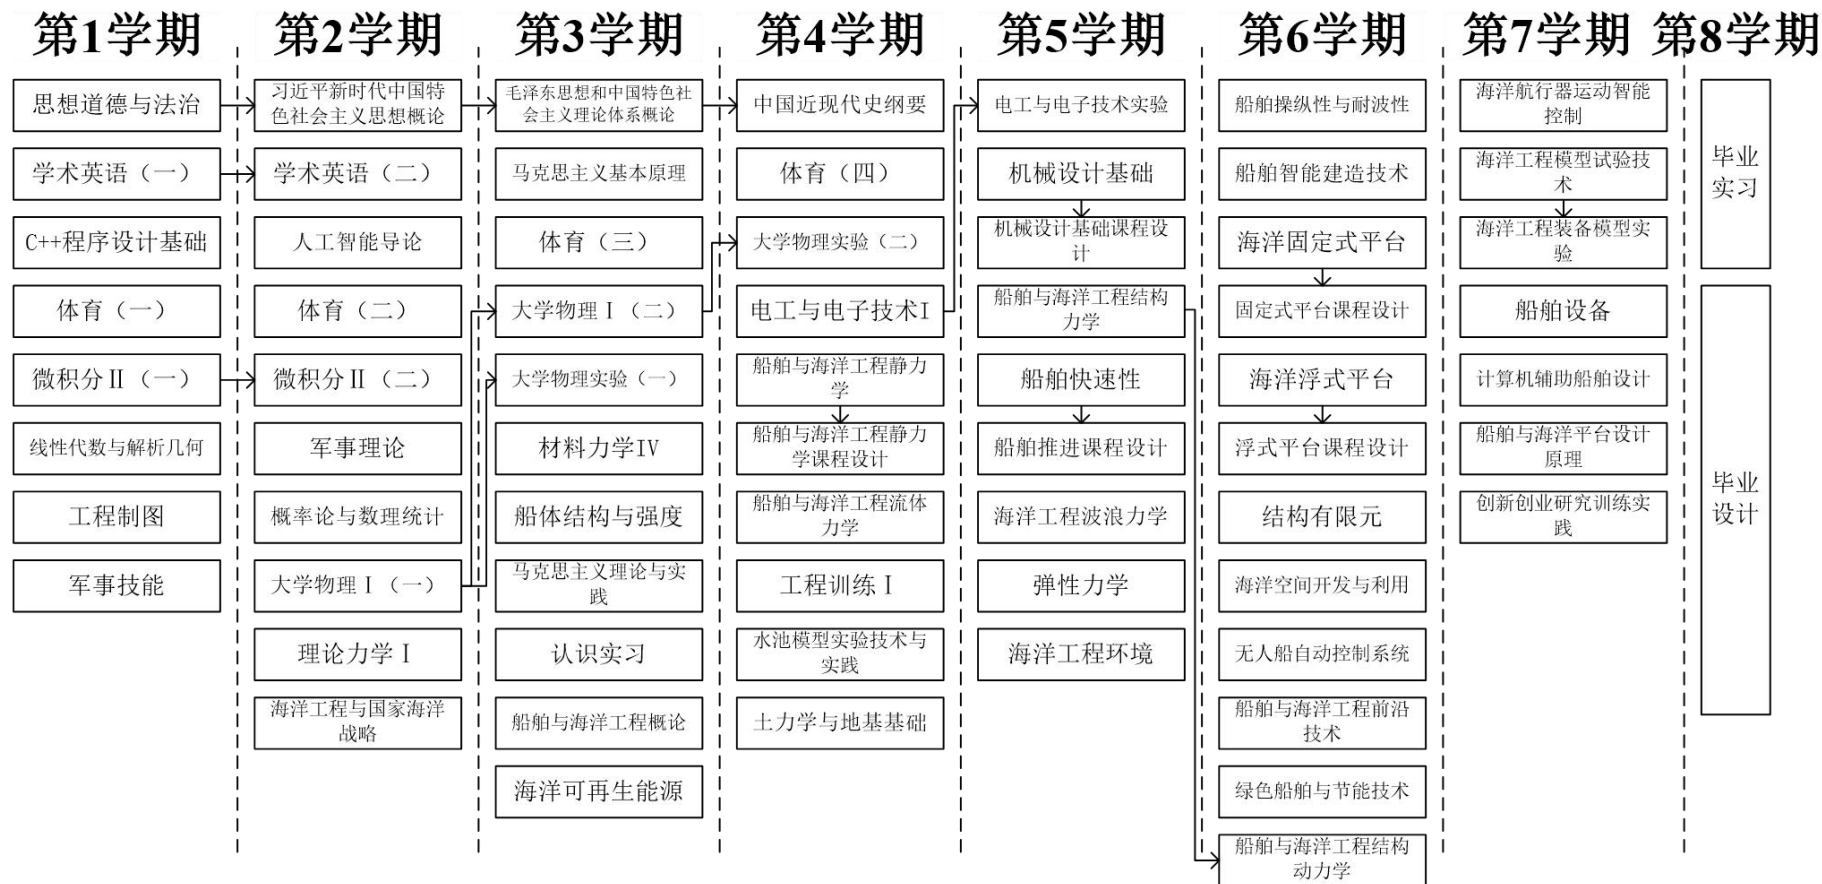 第1学期
第2学期
第3学期
第4学期
第5学期
第6学期
第7学期
第8学期
思想道德与法治
学术英语（一）
C++程序设计基础
体育（一）
微积分Ⅱ（一）
线性代数与解析几何
工程制图
军事技能
习近平新时代中国特
色社会主义思想概论
学术英语（二）
人工智能导论
体育（二）
微积分Ⅱ（二）
军事理论
概率论与数理统计
大学物理Ⅰ（一）
理论力学Ⅰ
海洋工程与国家海洋
战略
毛泽东思想和中国特色社
会主义理论体系概论
马克思主义基本原理
体育（三）
大学物理Ⅰ（二）
大学物理实验（一）
材料力学IV
船体结构与强度
马克思主义理论与实
践
认识实习
船舶与海洋工程概论
海洋可再生能源
中国近现代史纲要
体育（四）
大学物理实验（二）
电工与电子技术I
船舶与海洋工程静力
学
船舶与海洋工程静力
学课程设计
船舶与海洋工程流体
力学
工程训练Ⅰ
水池模型实验技术与
实践
土力学与地基基础
电工与电子技术实验
机械设计基础
机械设计基础课程设
计
船舶与海洋工程结构
力学
船舶快速性
船舶推进课程设计
海洋工程波浪力学
弹性力学
海洋工程环境
船舶操纵性与耐波性
船舶智能建造技术
海洋固定式平台
固定式平台课程设计
海洋浮式平台
浮式平台课程设计
结构有限元
海洋空间开发与利用
无人船自动控制系统
船舶与海洋工程前沿
技术
绿色船舶与节能技术
船舶与海洋工程结构
动力学
海洋航行器运动智能
控制
海洋工程模型试验技
术
海洋工程装备模型实
验
船舶设备
计算机辅助船舶设计
船舶与海洋平台设计
原理
创新创业研究训练实
践
毕业
实习
毕业
设计